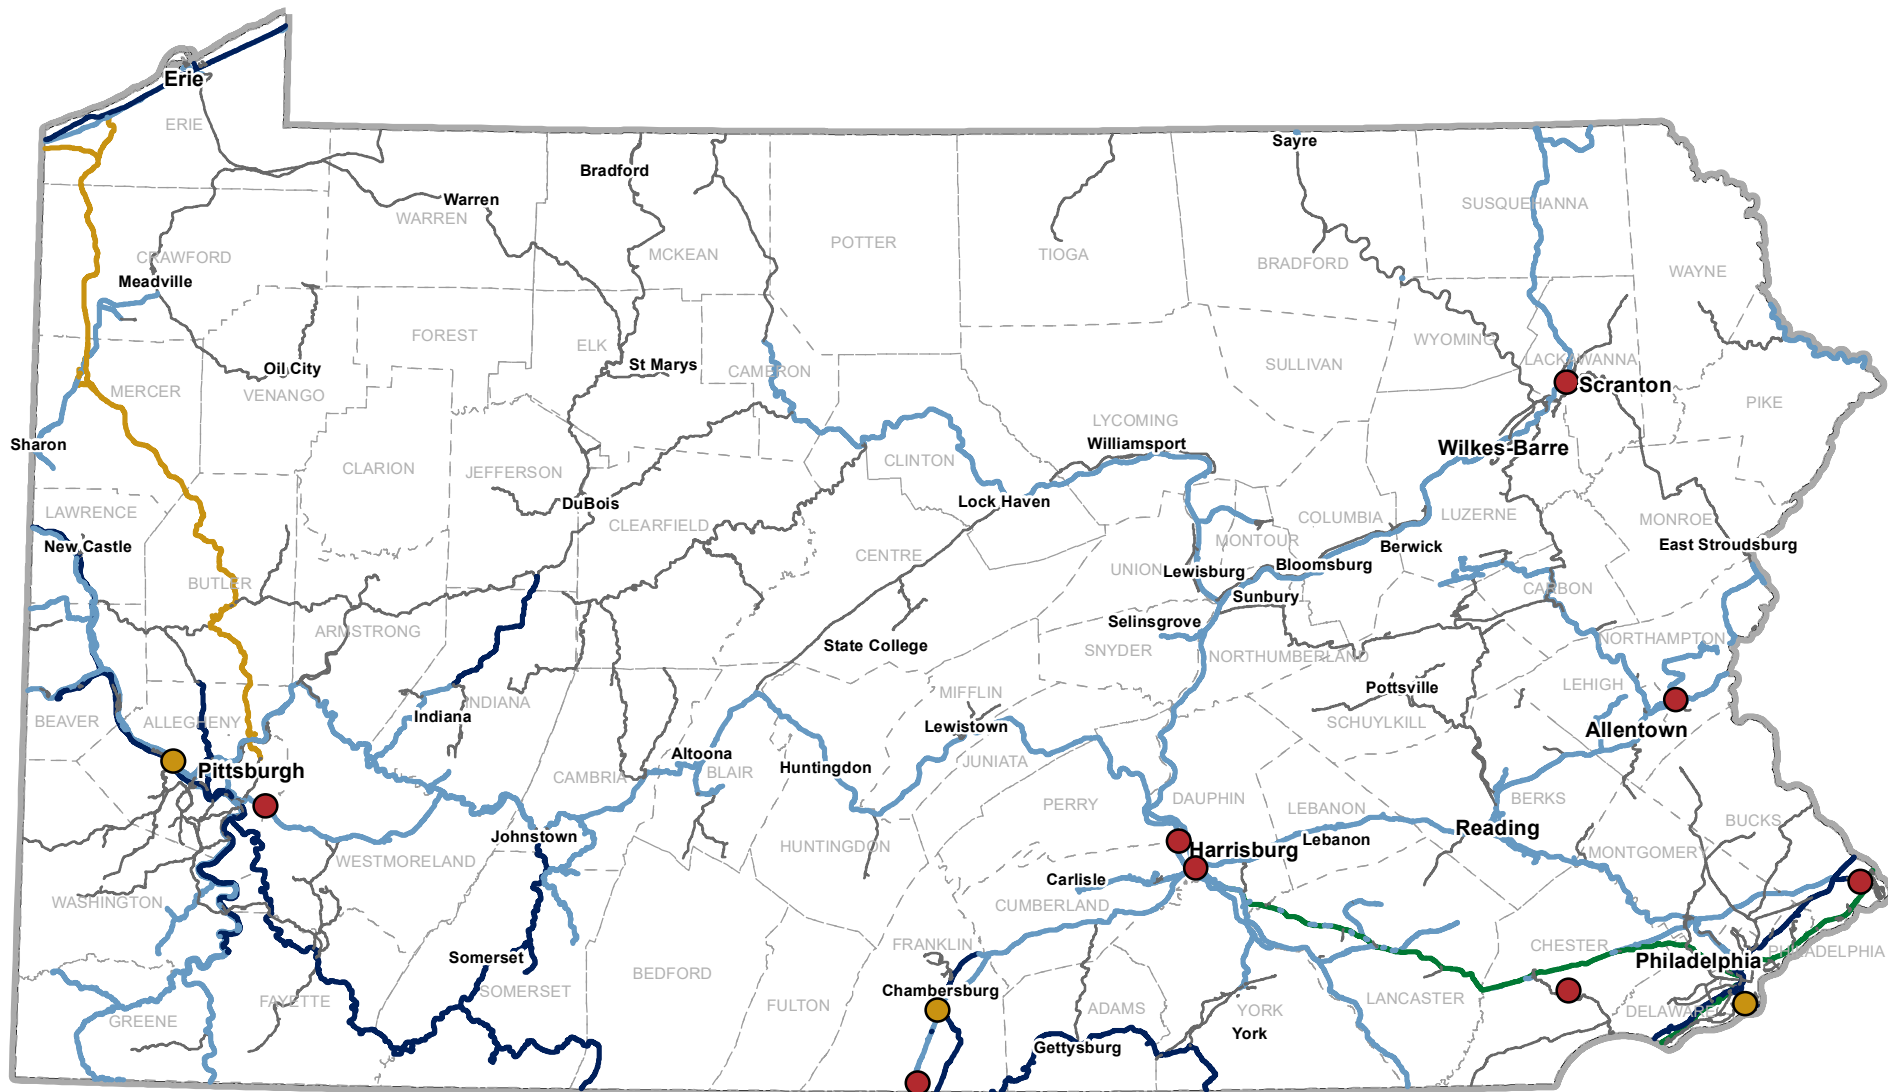 Erie
ERIE
Sayre
Bradford
Warren
WARREN
SUSQUEHANNA
POTTER
MCKEAN
TIOGA
CRAWFORD
BRADFORD
WAYNE
Meadville
FOREST
ELK
WYOMING
LACKAWANNA
St Marys
SULLIVAN
Oil City
CAMERON
Scranton
MERCER
VENANGO
PIKE
LYCOMING
Sharon
Williamsport
Wilkes-Barre
CLARION
JEFFERSON
CLINTON
DuBois
Lock Haven
LAWRENCE
CLEARFIELD
COLUMBIA
LUZERNE
MONROE
New Castle
CENTRE
MONTOUR
Berwick
East Stroudsburg
BUTLER
UNION
Lewisburg
Bloomsburg
CARBON
Sunbury
ARMSTRONG
Selinsgrove
State College
SNYDER
NORTHUMBERLAND
NORTHAMPTON
INDIANA
MIFFLIN
Pottsville
LEHIGH
BEAVER
ALLEGHENY
Indiana
Lewistown
SCHUYLKILL
Allentown
Altoona
Pittsburgh
CAMBRIA
BLAIR
Huntingdon
JUNIATA
PERRY
DAUPHIN
LEBANON
BERKS
Johnstown
Lebanon
Reading
BUCKS
WESTMORELAND
HUNTINGDON
Harrisburg
MONTGOMERY
Carlisle
WASHINGTON
CUMBERLAND
FRANKLIN
CHESTER
PHILADELPHIA
Somerset
BEDFORD
Philadelphia
SOMERSET
Chambersburg
FAYETTE
FULTON
ADAMS
YORK
LANCASTER
GREENE
DELAWARE
York
Gettysburg